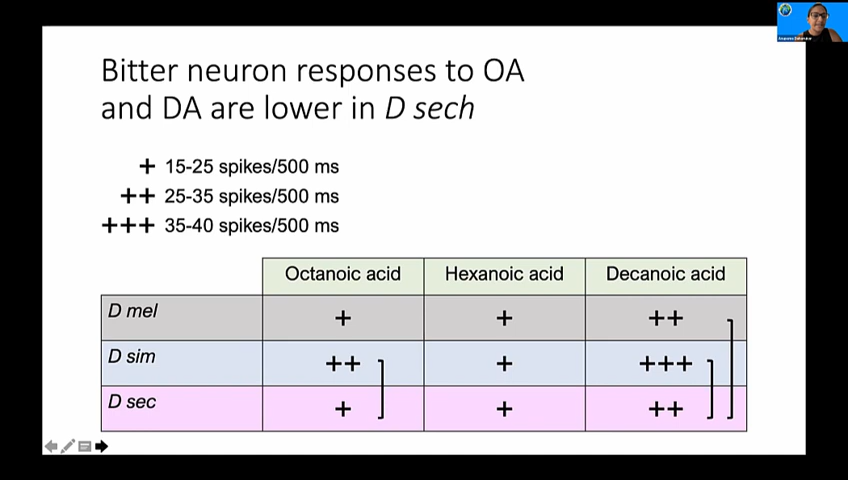 Bitter neuron responses to OA
and DA are lower in D sech
+ 15-25 spikes/500 ms
++ 25-35 spikes/500 ms
+++ 35-40 spikes/500 ms
Octanoic acid Hexanoic acid Decanoic acid
D mel + + ++
D sim ++ + +++
D sec + + ++